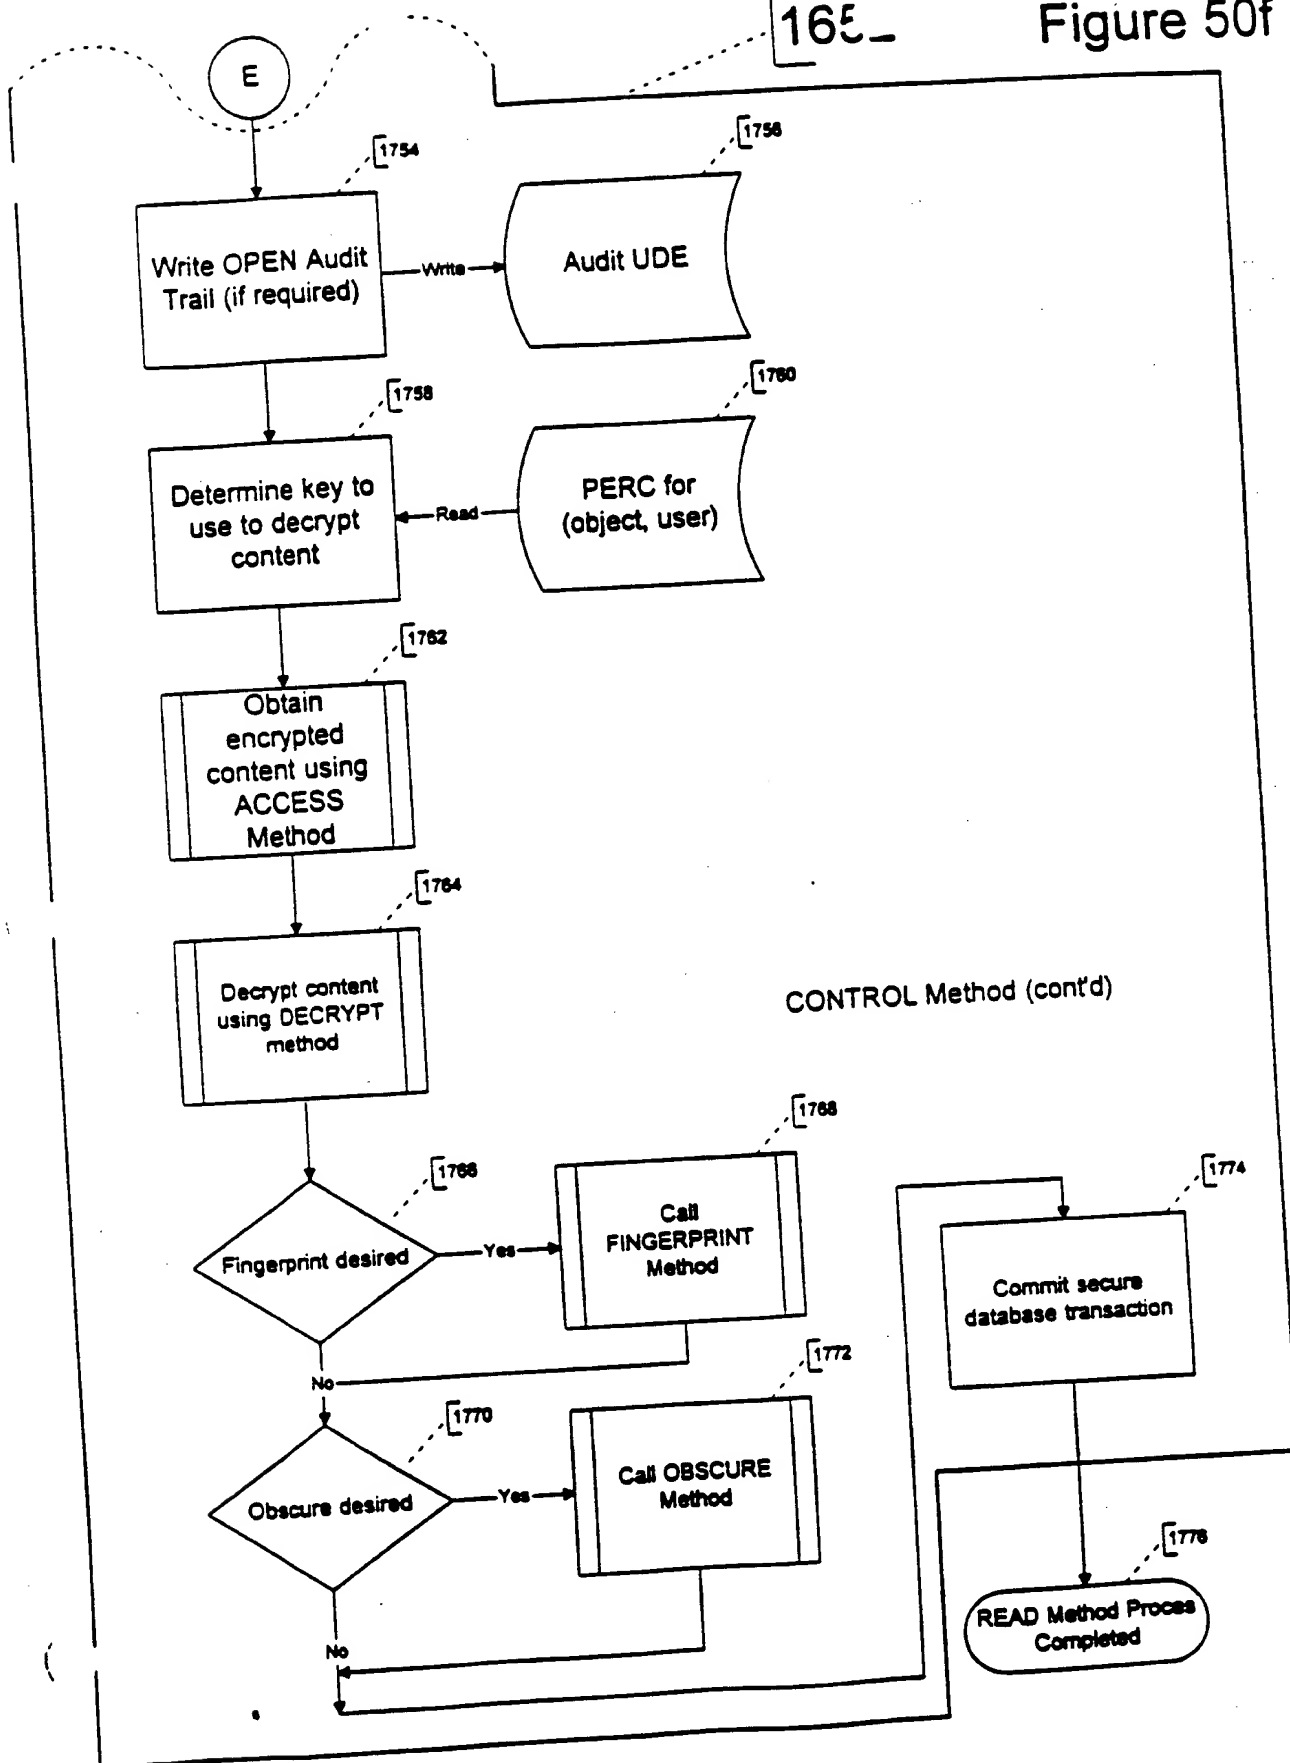 Figure 50f
E
1754
1756
Write OPEN Audit
Trail (if required)
Write
Audit UDE
1758
1760
Determine key to
use to decrypt
content
Read
PERC for
(object, user)
1762
Obtain
encrypted
content using
ACCESS
Method
1764
Decrypt content
using DECRYPT
method
CONTROL Method (cont'd)
1766
1768
1774
Fingerprint desired
Yes
Call
FINGERPRINT
Method
Commit secure
database transaction
No
1770
1772
Obscure desired
Yes
Call OBSCURE
Method
No
1776
READ Method Proces
Completed